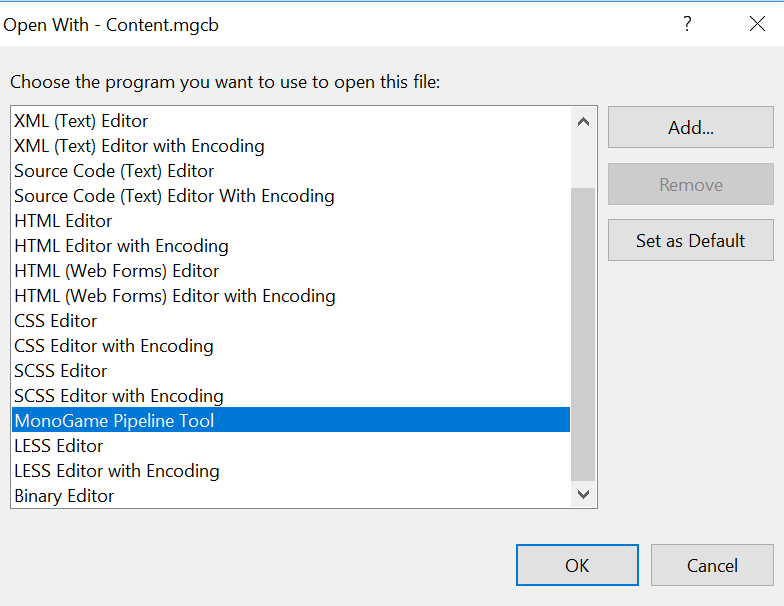 Open With - Content.mgcb
?
Choose the program you want to use to open this file:
XML (Text) Editor
XML (Text) Editor with Encoding
Source Code (Text) Editor
Source Code (Text) Editor With Encoding
HTML Editor
HTML Editor with Encoding
HTML (Web Forms) Editor
HTML (Web Forms) Editor with Encoding
CSS Editor
CSS Editor with Encoding
SCSS Editor
SCSS Editor with Encoding
MonoGame Pipeline Tool
LESS Editor
LESS Editor with Encoding
Binary Editor
Add...
Remove
Set as Default
OK
Cancel